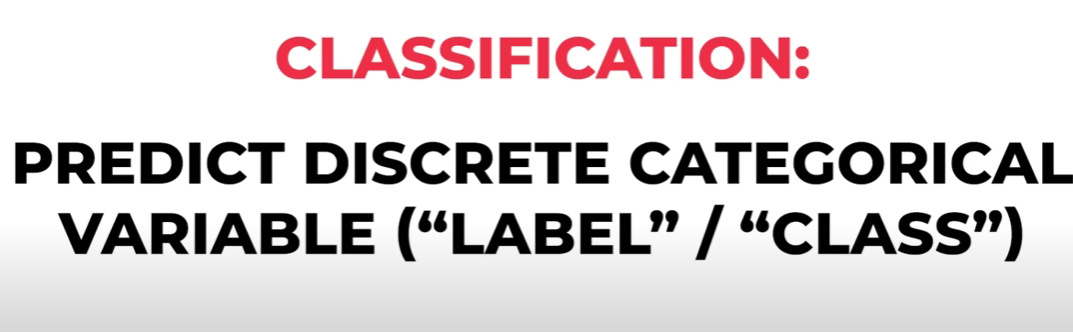 CLASSIFICATION:
PREDICT DISCRETE CATEGORICAL
VARIABLE (“LABEL” / “CLASS”)